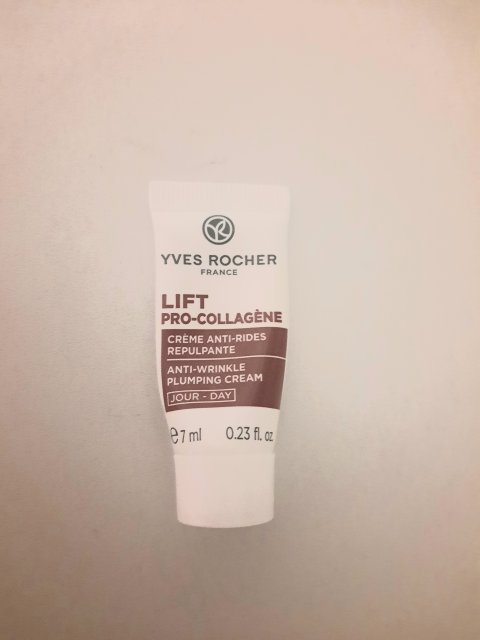 YVES ROCHER
FRANCE
LIFT
PRO-COLLAGÈNE
CRÈME ANTI-RIDES
REPULPANTE
ANTI-WRINKLE
PLUMPING CREAM
JOUR - DAY
℮ 7 ml 0.23 fl. oz.